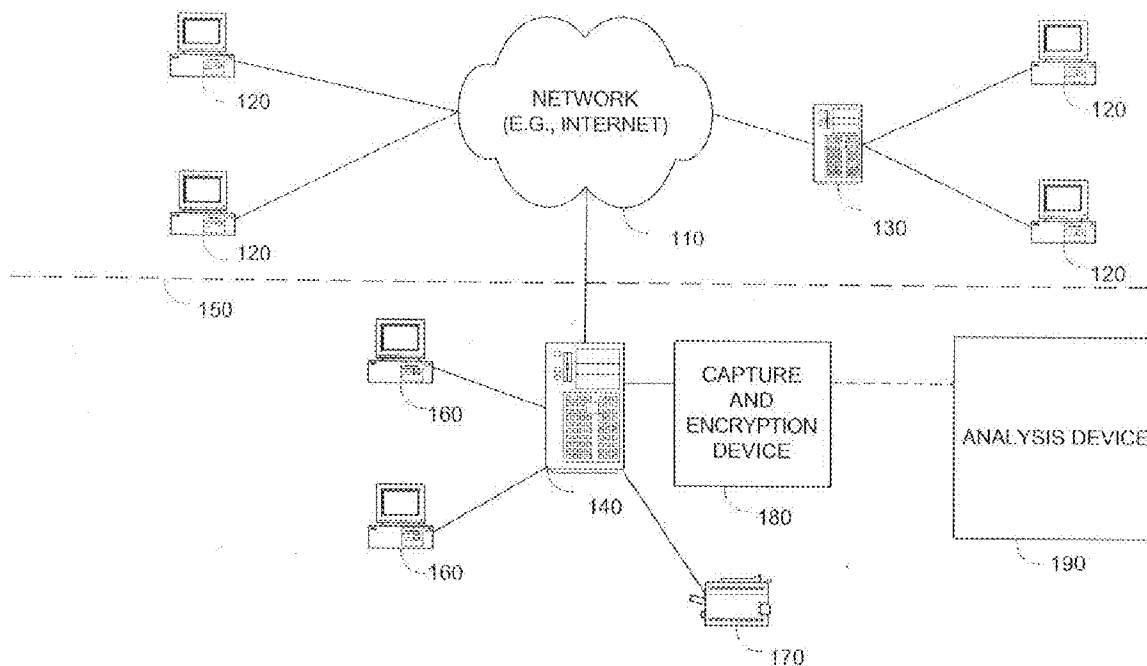 120
NETWORK
(E.G., INTERNET)
120
120
110
130
120
150
160
CAPTURE
AND
ENCRYPTION
DEVICE
ANALYSIS DEVICE
140
180
160
190
170